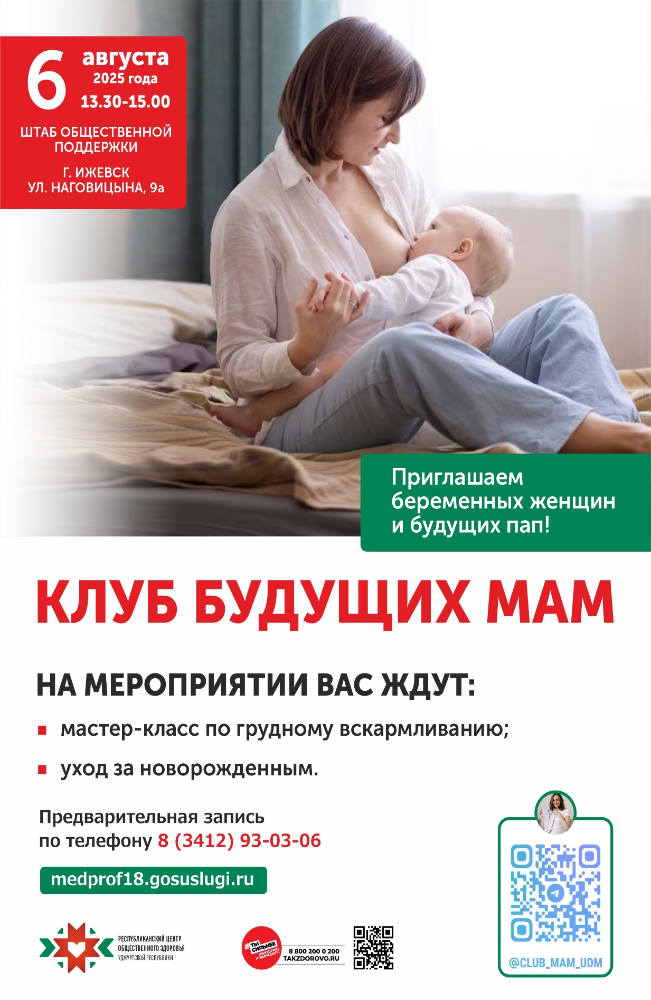 6 августа
2025 года
13.30-15.00
ШТАБ ОБЩЕСТВЕННОЙ
ПОДДЕРЖКИ
Г. ИЖЕВСК
УЛ. НАГОВИЦЫНА, 9а
Приглашаем
беременных женщин
и будущих пап!
КЛУБ БУДУЩИХ МАМ
НА МЕРОПРИЯТИИ ВАС ЖДУТ:
мастер-класс по грудному вскармливанию;
уход за новорожденным.
Предварительная запись
по телефону 8 (3412) 93-03-06
medprof18.gosuslugi.ru
РЕСПУБЛИКАНСКИЙ ЦЕНТР
ОБЩЕСТВЕННОГО ЗДОРОВЬЯ
УДМУРТСКОЙ РЕСПУБЛИКИ
#ТЫ
СИЛЬНЕЕ
МИНЗДРАВ
УТВЕРЖДАЕТ!
8 800 200 0 200
TAKZDOROVO.RU
@CLUB_MAM_UDM